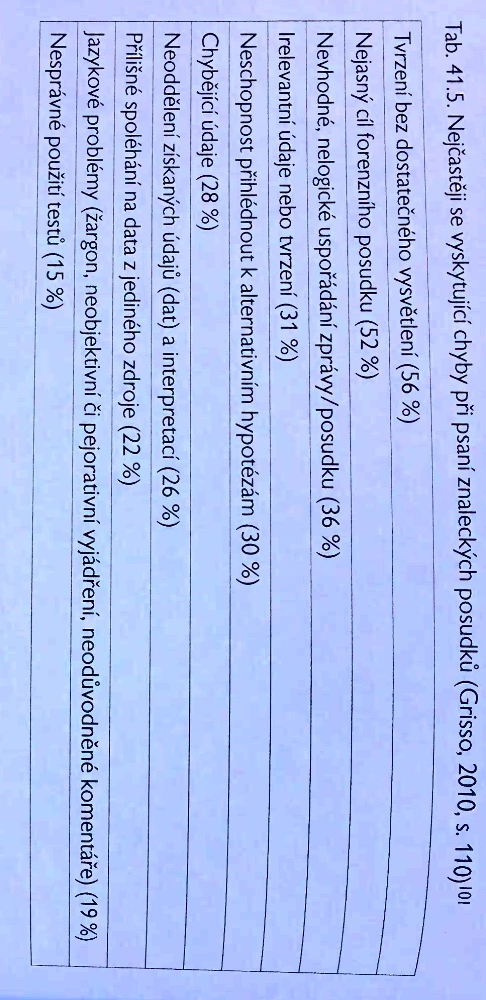 Tab. 41.5. Nejčastěji se vyskytující chyby při psaní znaleckých posudků (Grisso, 2010, s. 110)101
Tvrzení bez dostatečného vysvětlení (56 %)
Nejasný cíl forenzního posudku (52 %)
Nevhodné, nelogické uspořádání zprávy/posudku (36 %)
Irelevantní údaje nebo tvrzení (31 %)
Neschopnost přihlédnout k alternativním hypotézám (30 %)
Chybějící údaje (28 %)
Neoddělení získaných údajů (dat) a interpretací (26 %)
Přílišné spoléhání na data z jediného zdroje (22 %)
Jazykové problémy (žargon, neobjektivní či pejorativní vyjádření, neodůvodněné komentáře) (19 %)
Nesprávné použití testů (15 %)